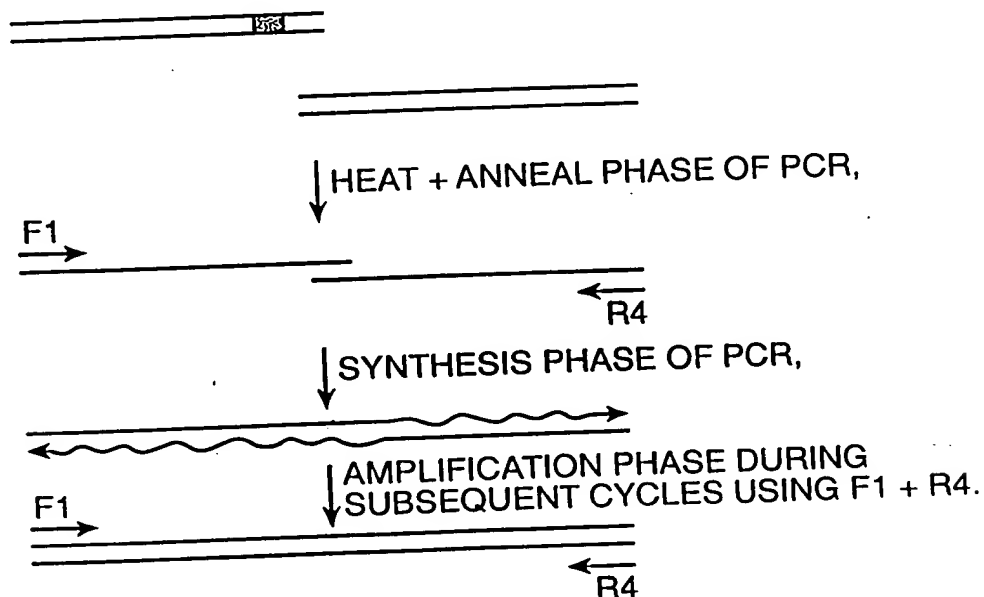 HEAT + ANNEAL PHASE OF PCR,
F1
R4
SYNTHESIS PHASE OF PCR,
AMPLIFICATION PHASE DURING
SUBSEQUENT CYCLES USING F1 + R4.
F1
R4